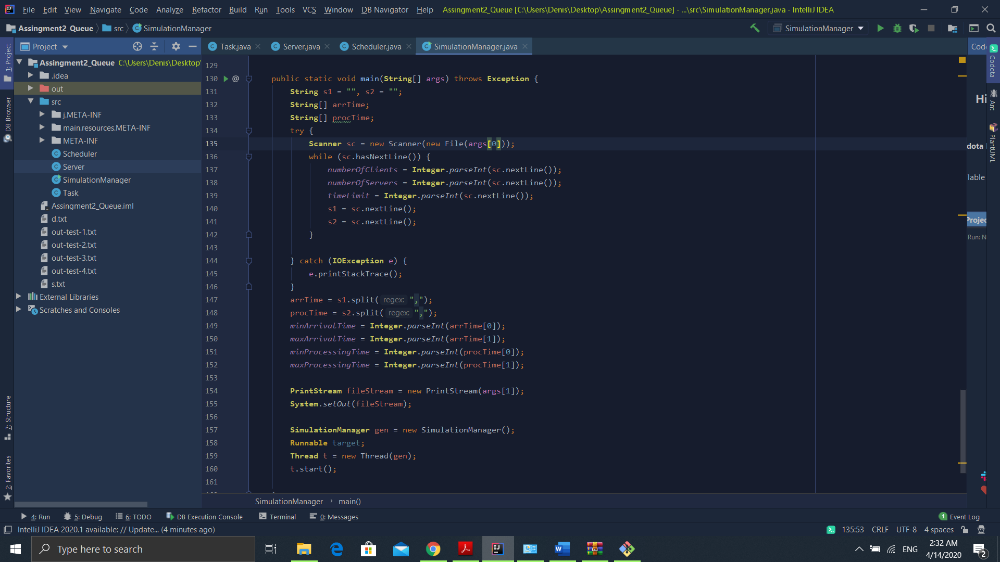 File Edit View Navigate Code Analyze Refactor Build Run Tools VCS Window DB Navigator Help Assingment2_Queue [C:\Users\Denis\Desktop\Assingment2_Queue] - ...\src\SimulationManager.java - IntelliJ IDEA
Assingment2_Queue src SimulationManager SimulationManager
Project Task.java Server.java Scheduler.java SimulationManager.java
Assingment2_Queue C:\Users\Denis\Desktop\
.idea
out
src
j.META-INF
main.resources.META-INF
META-INF
Scheduler
Server
SimulationManager
Task
Assingment2_Queue.iml
d.txt
out-test-1.txt
out-test-2.txt
out-test-3.txt
out-test-4.txt
s.txt
External Libraries
Scratches and Consoles
1: Project
DB Browser
7: Structure
2: Favorites
129
130 @ public static void main(String[] args) throws Exception {
131 String s1 = "", s2 = "";
132 String[] arrTime;
133 String[] procTime;
134 try {
135 Scanner sc = new Scanner(new File(args[0]));
136 while (sc.hasNextLine()) {
137 numberOfClients = Integer.parseInt(sc.nextLine());
138 numberOfServers = Integer.parseInt(sc.nextLine());
139 timeLimit = Integer.parseInt(sc.nextLine());
140 s1 = sc.nextLine();
141 s2 = sc.nextLine();
142 }
143
144 } catch (IOException e) {
145 e.printStackTrace();
146 }
147 arrTime = s1.split( regex: ",");
148 procTime = s2.split( regex: ",");
149 minArrivalTime = Integer.parseInt(arrTime[0]);
150 maxArrivalTime = Integer.parseInt(arrTime[1]);
151 minProcessingTime = Integer.parseInt(procTime[0]);
152 maxProcessingTime = Integer.parseInt(procTime[1]);
153
154 PrintStream fileStream = new PrintStream(args[1]);
155 System.setOut(fileStream);
156
157 SimulationManager gen = new SimulationManager();
158 Runnable target;
159 Thread t = new Thread(gen);
160 t.start();
161
SimulationManager › main()
Hi
dota
lable
Projec
Run: N
Codota
Ant
PlantUML
4: Run 5: Debug 6: TODO DB Execution Console Terminal 0: Messages 1 Event Log
IntelliJ IDEA 2020.1 available: // Update... (4 minutes ago) 135:53 CRLF UTF-8 4 spaces
Type here to search ENG 2:32 AM
4/14/2020 2